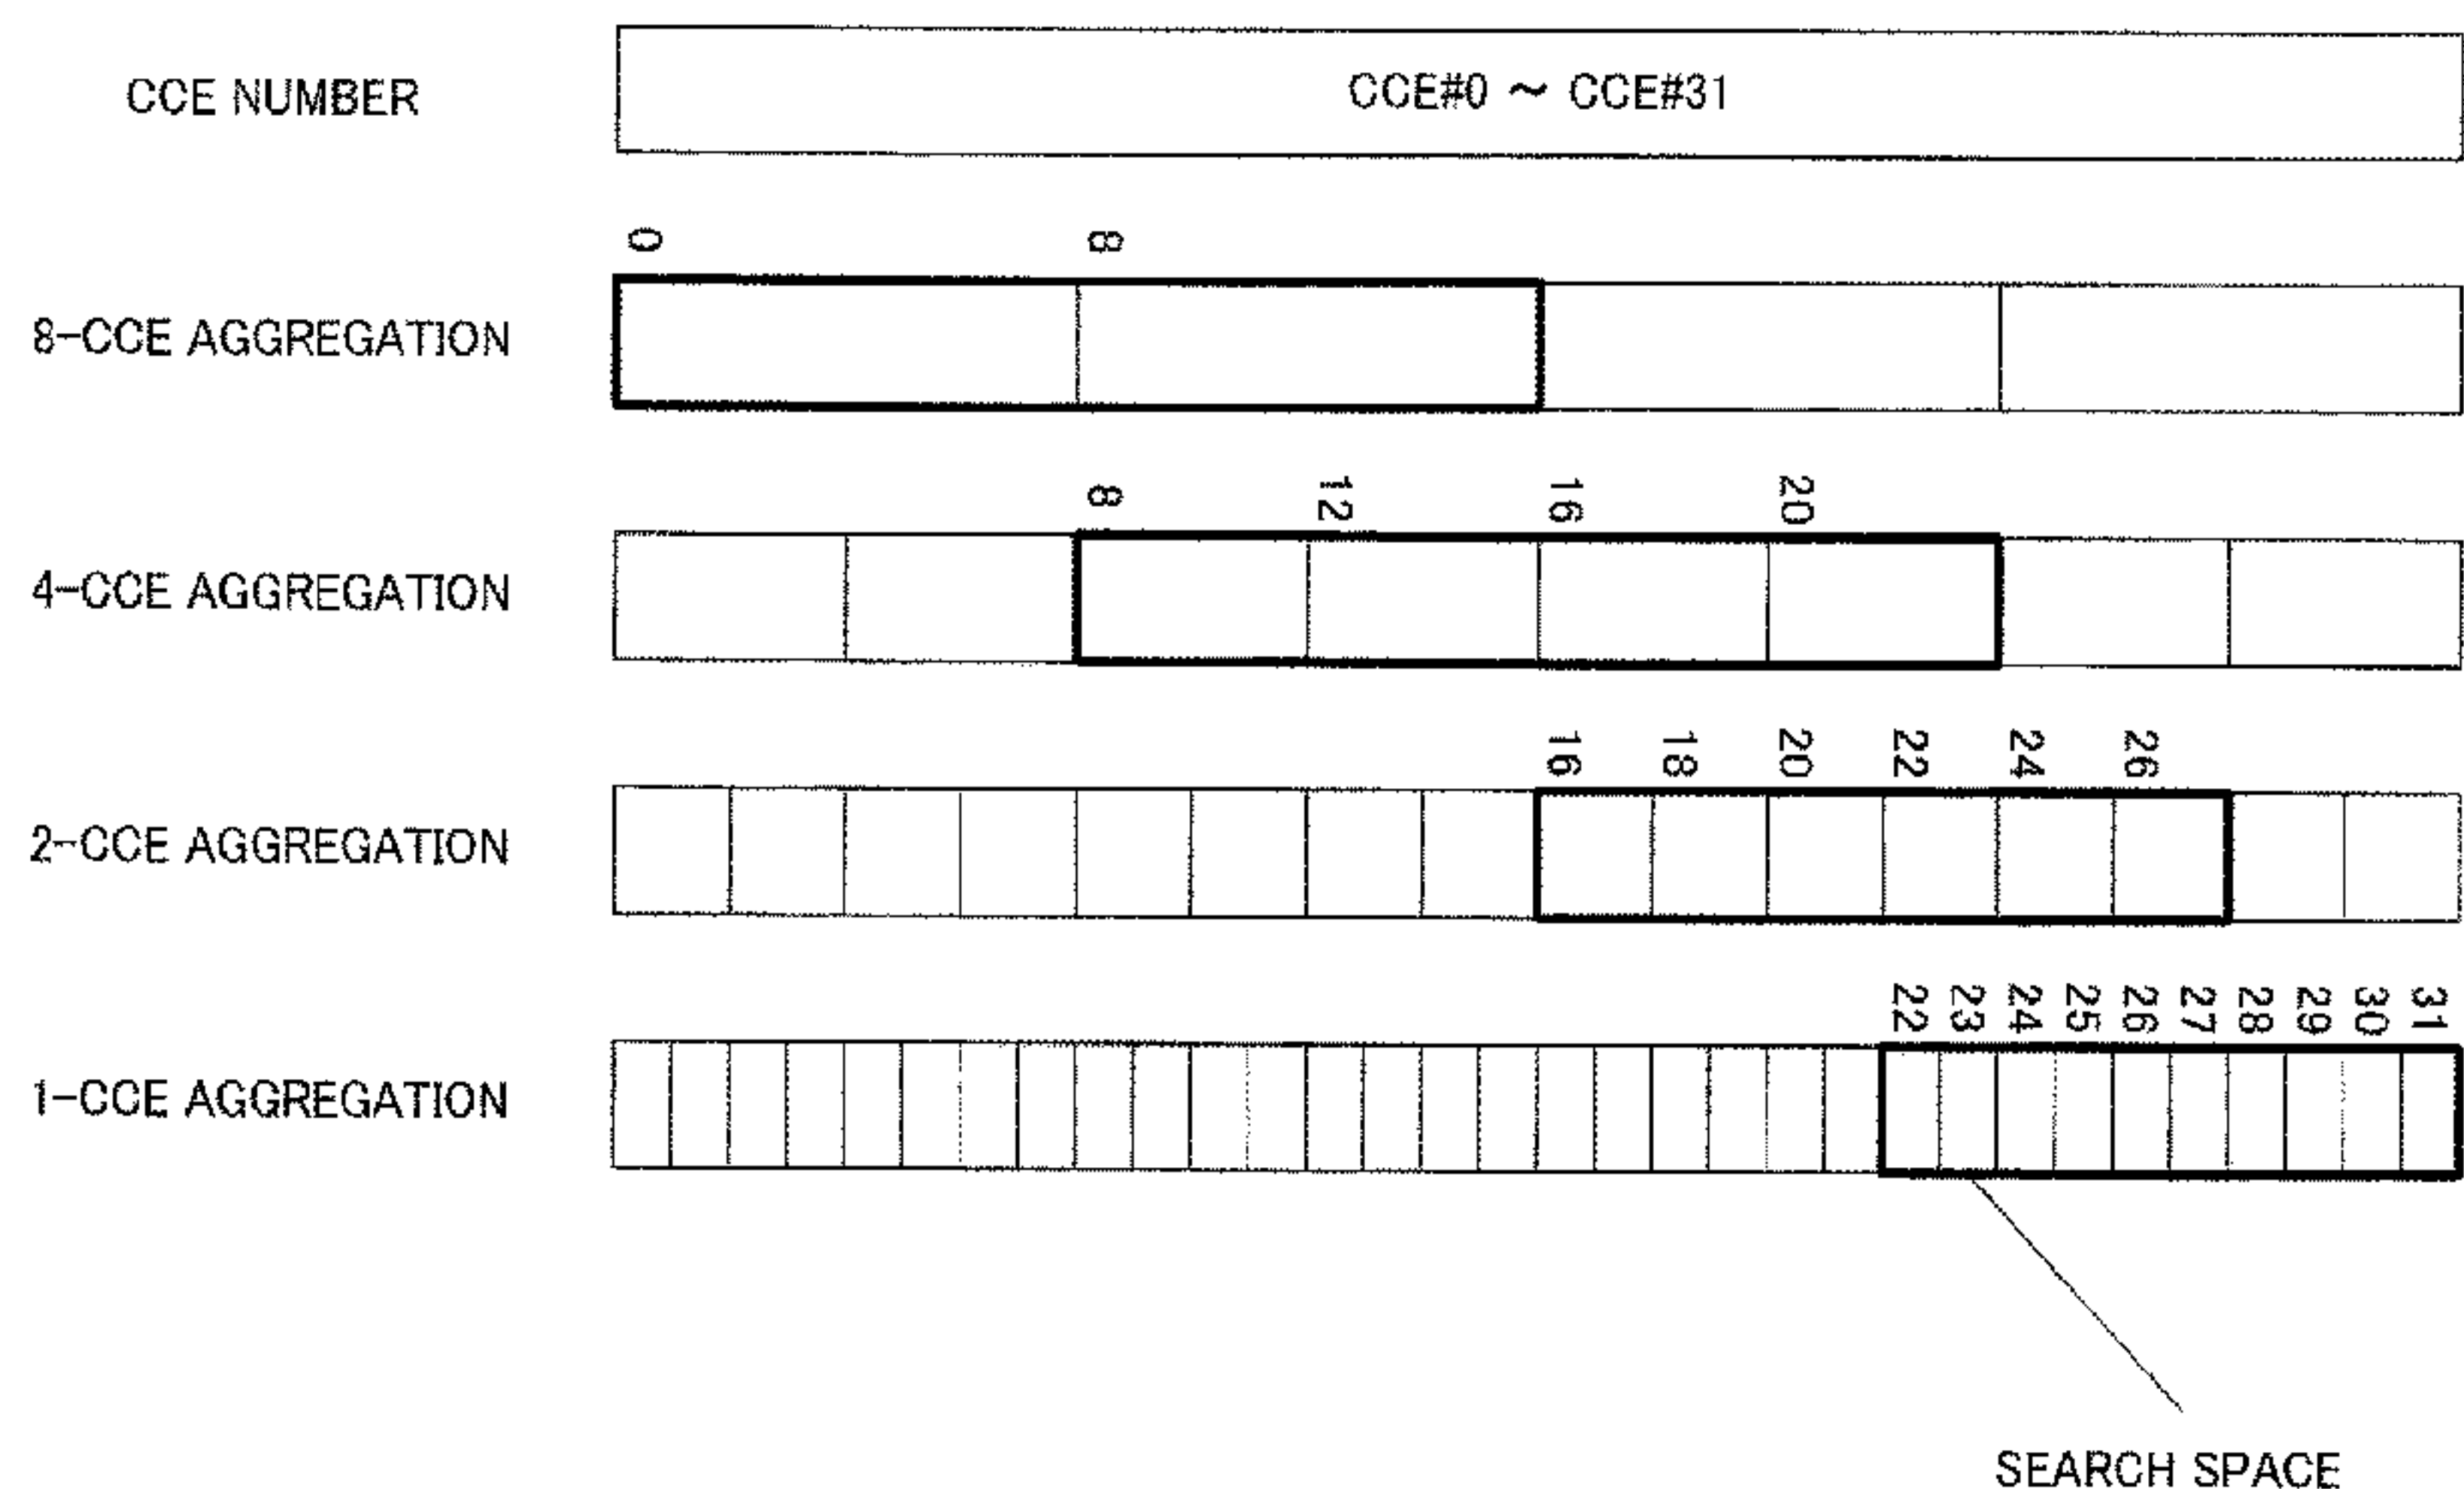 CCE NUMBER
CCE#0 ~ CCE#31
0 8
8-CCE AGGREGATION
8 12 16 20
4-CCE AGGREGATION
16 18 20 22 24 26
2-CCE AGGREGATION
22 23 24 25 26 27 28 29 30 31
1-CCE AGGREGATION
SEARCH SPACE